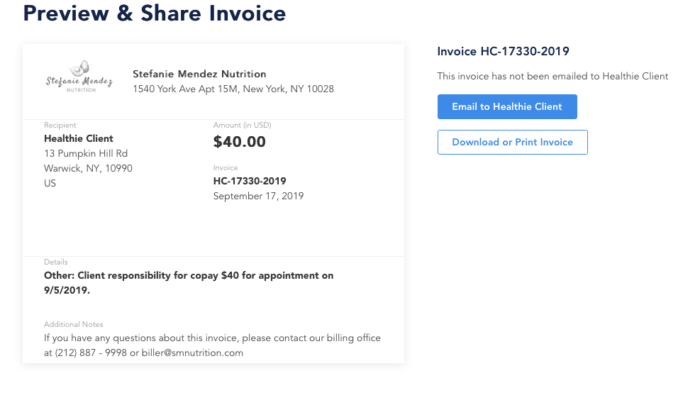 Preview & Share Invoice
Stefanie Mendez
NUTRITION
Stefanie Mendez Nutrition
1540 York Ave Apt 15M, New York, NY 10028
Recipient
Healthie Client
13 Pumpkin Hill Rd
Warwick, NY, 10990
US
Amount (in USD)
$40.00
Invoice
HC-17330-2019
September 17, 2019
Details
Other: Client responsibility for copay $40 for appointment on
9/5/2019.
Additional Notes
If you have any questions about this invoice, please contact our billing office
at (212) 887 - 9998 or biller@smnutrition.com
Invoice HC-17330-2019
This invoice has not been emailed to Healthie Client
Email to Healthie Client
Download or Print Invoice